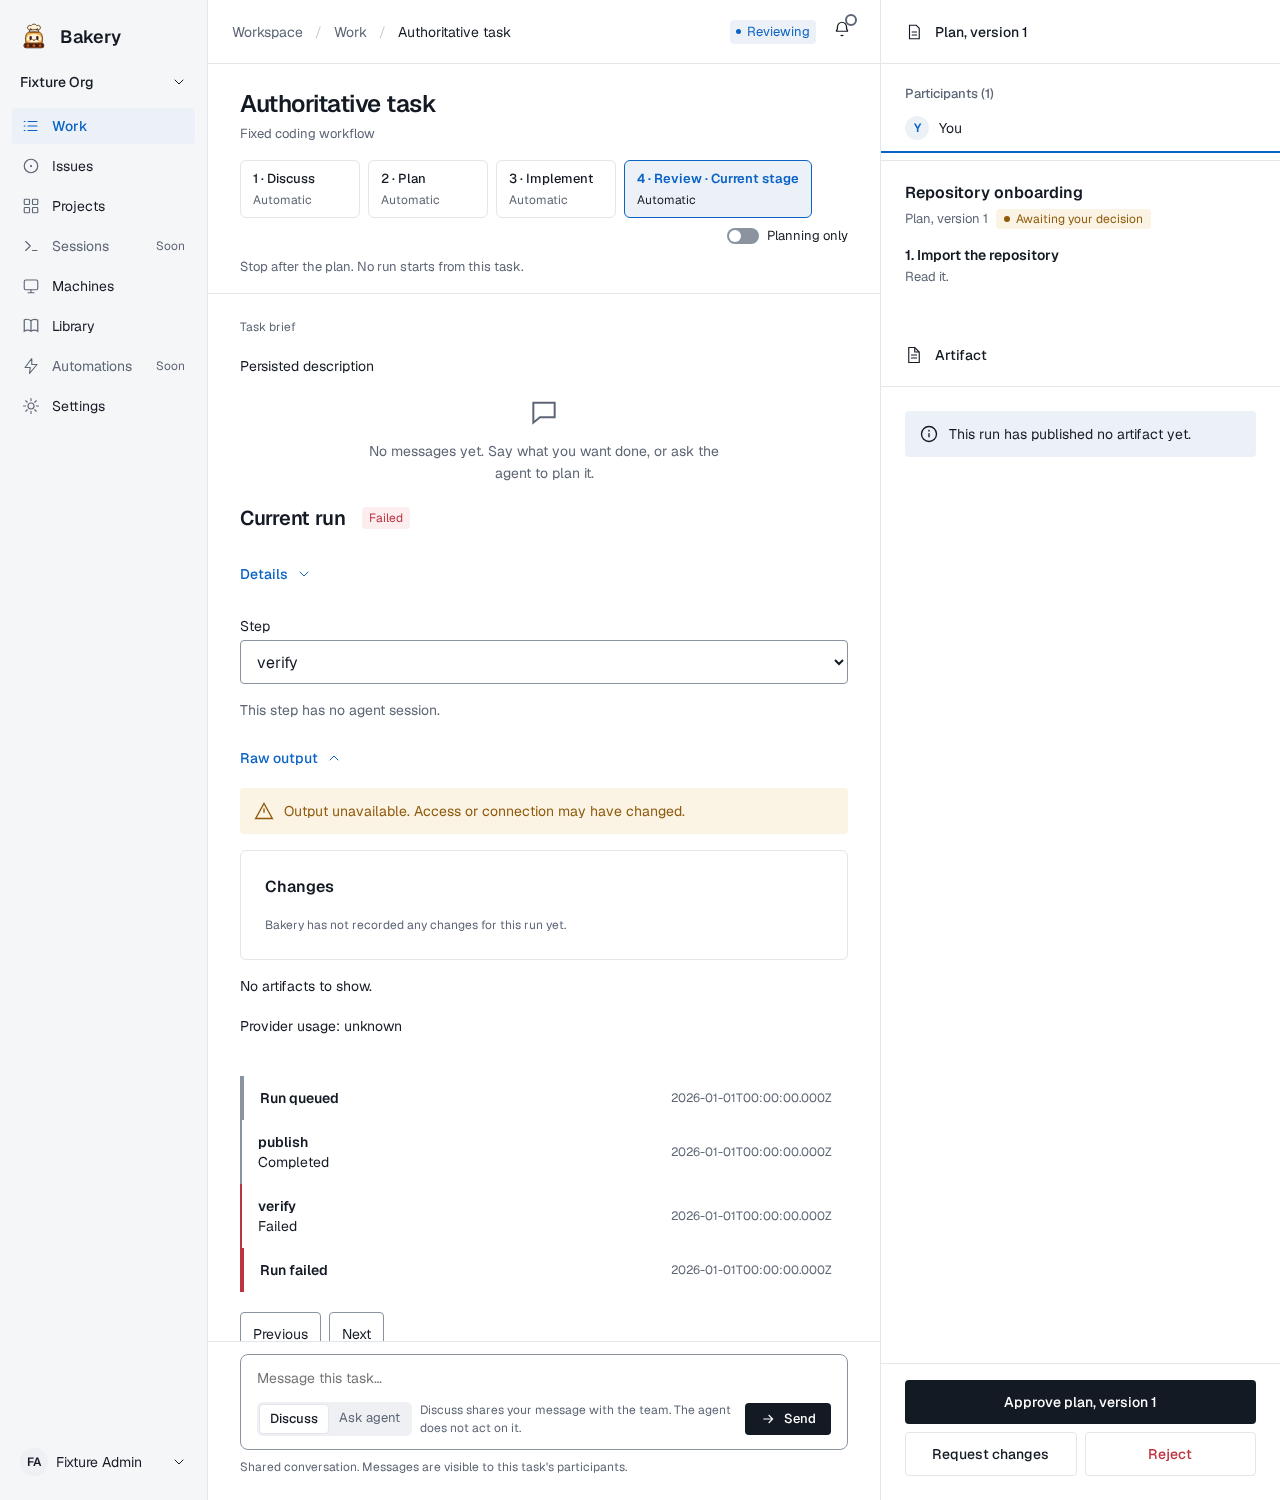 Bakery
Fixture Org
Work
Issues
Projects
Sessions Soon
Machines
Library
Automations Soon
Settings
FA Fixture Admin
Workspace / Work / Authoritative task
Reviewing
Authoritative task
Fixed coding workflow
1 · Discuss
Automatic
2 · Plan
Automatic
3 · Implement
Automatic
4 · Review · Current stage
Automatic
Planning only
Stop after the plan. No run starts from this task.
Task brief
Persisted description
No messages yet. Say what you want done, or ask the
agent to plan it.
Current run Failed
Details
Step
verify
This step has no agent session.
Raw output
Output unavailable. Access or connection may have changed.
Changes
Bakery has not recorded any changes for this run yet.
No artifacts to show.
Provider usage: unknown
Run queued 2026-01-01T00:00:00.000Z
publish
Completed
2026-01-01T00:00:00.000Z
verify
Failed
2026-01-01T00:00:00.000Z
Run failed 2026-01-01T00:00:00.000Z
Previous Next
Message this task...
Discuss Ask agent
Discuss shares your message with the team. The agent
does not act on it.
Send
Shared conversation. Messages are visible to this task's participants.
Plan, version 1
Participants (1)
Y You
Repository onboarding
Plan, version 1 Awaiting your decision
1. Import the repository
Read it.
Artifact
This run has published no artifact yet.
Approve plan, version 1
Request changes Reject